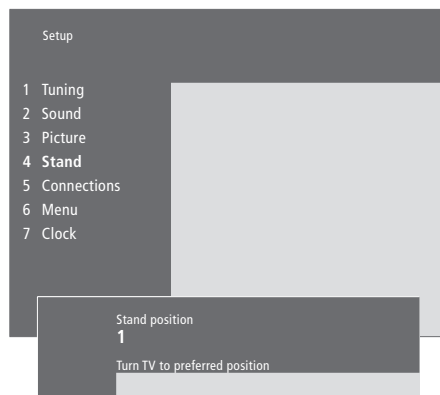 Setup
1 Tuning
2 Sound
3 Picture
4 Stand
5 Connections
6 Menu
7 Clock
Stand position
1
Turn TV to preferred position